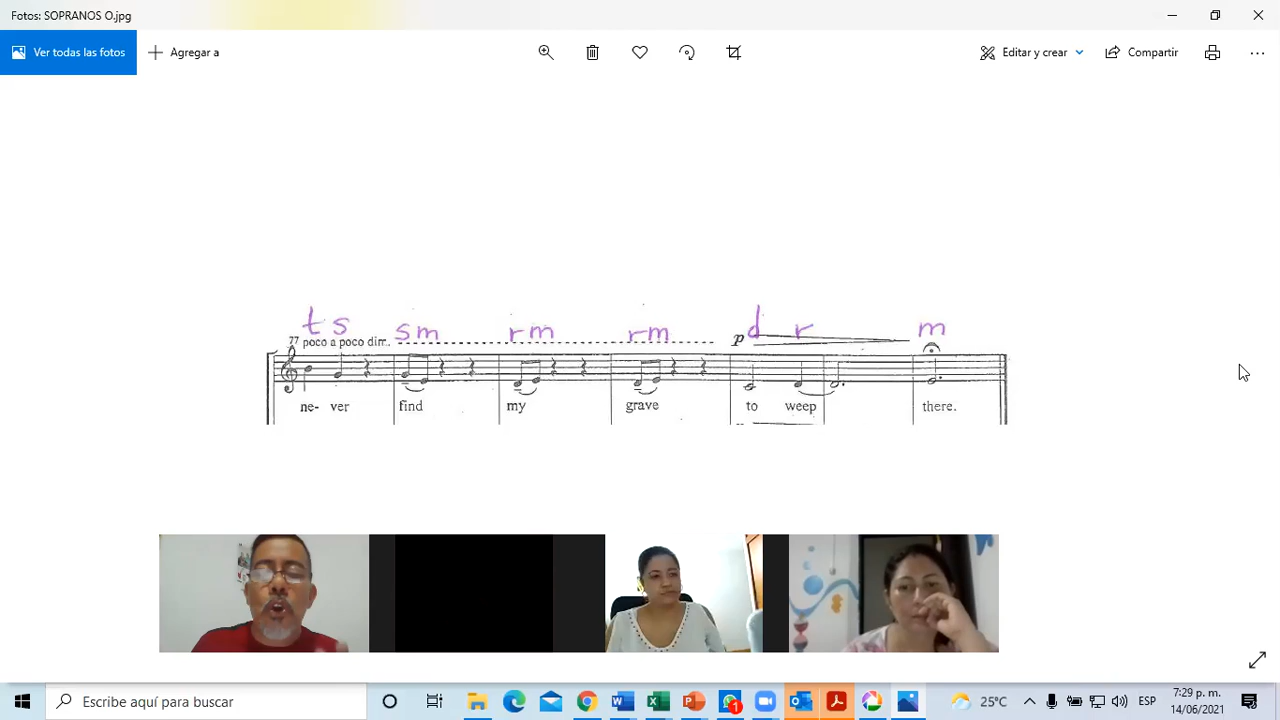 Fotos: SOPRANOS O.jpg
Ver todas las fotos
Agregar a
Editar y crear
Compartir
t s s m r m r m d r m
77 poco a poco dim.
p
ne- ver find my grave to weep there.
Escribe aquí para buscar
1
25°C
ESP
7:29 p. m.
14/06/2021